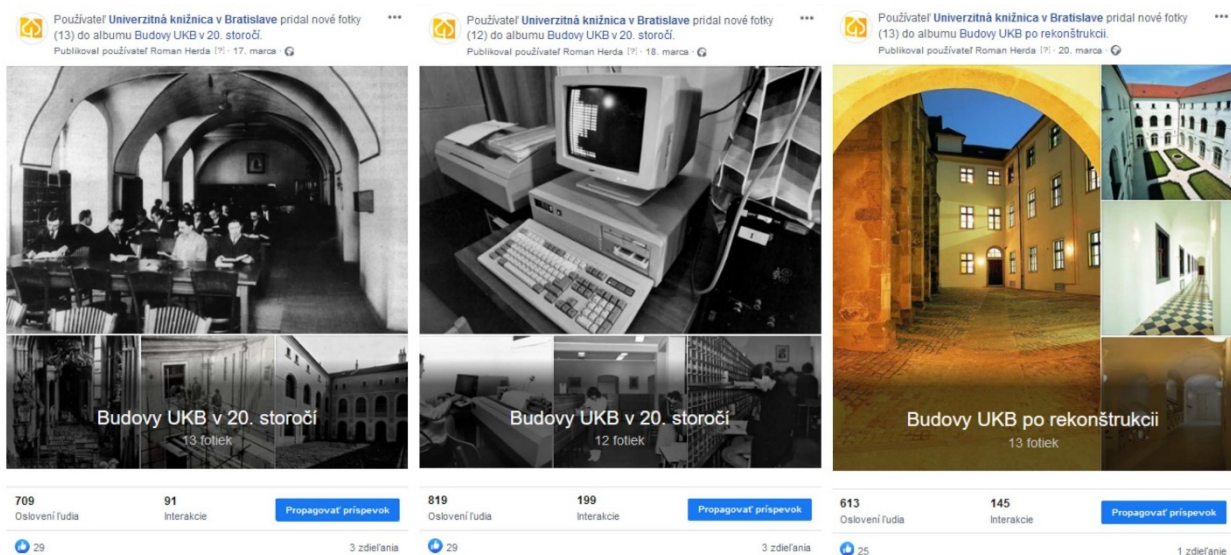 Používateľ Univerzitná knižnica v Bratislave pridal nové fotky
(13) do albumu Budovy UKB v 20. storočí.
Publikoval používateľ Roman Herda [?] · 17. marca ·
Budovy UKB v 20. storočí
13 fotiek
709
Oslovení ľudia
91
Interakcie
Propagovať príspevok
29
3 zdieľania
Používateľ Univerzitná knižnica v Bratislave pridal nové fotky
(12) do albumu Budovy UKB v 20. storočí.
Publikoval používateľ Roman Herda [?] · 18. marca ·
Budovy UKB v 20. storočí
12 fotiek
819
Oslovení ľudia
199
Interakcie
Propagovať príspevok
29
3 zdieľania
Používateľ Univerzitná knižnica v Bratislave pridal nové fotky
(13) do albumu Budovy UKB po rekonštrukcii.
Publikoval používateľ Roman Herda [?] · 20. marca ·
Budovy UKB po rekonštrukcii
13 fotiek
613
Oslovení ľudia
145
Interakcie
Propagovať príspevok
25
1 zdieľanie